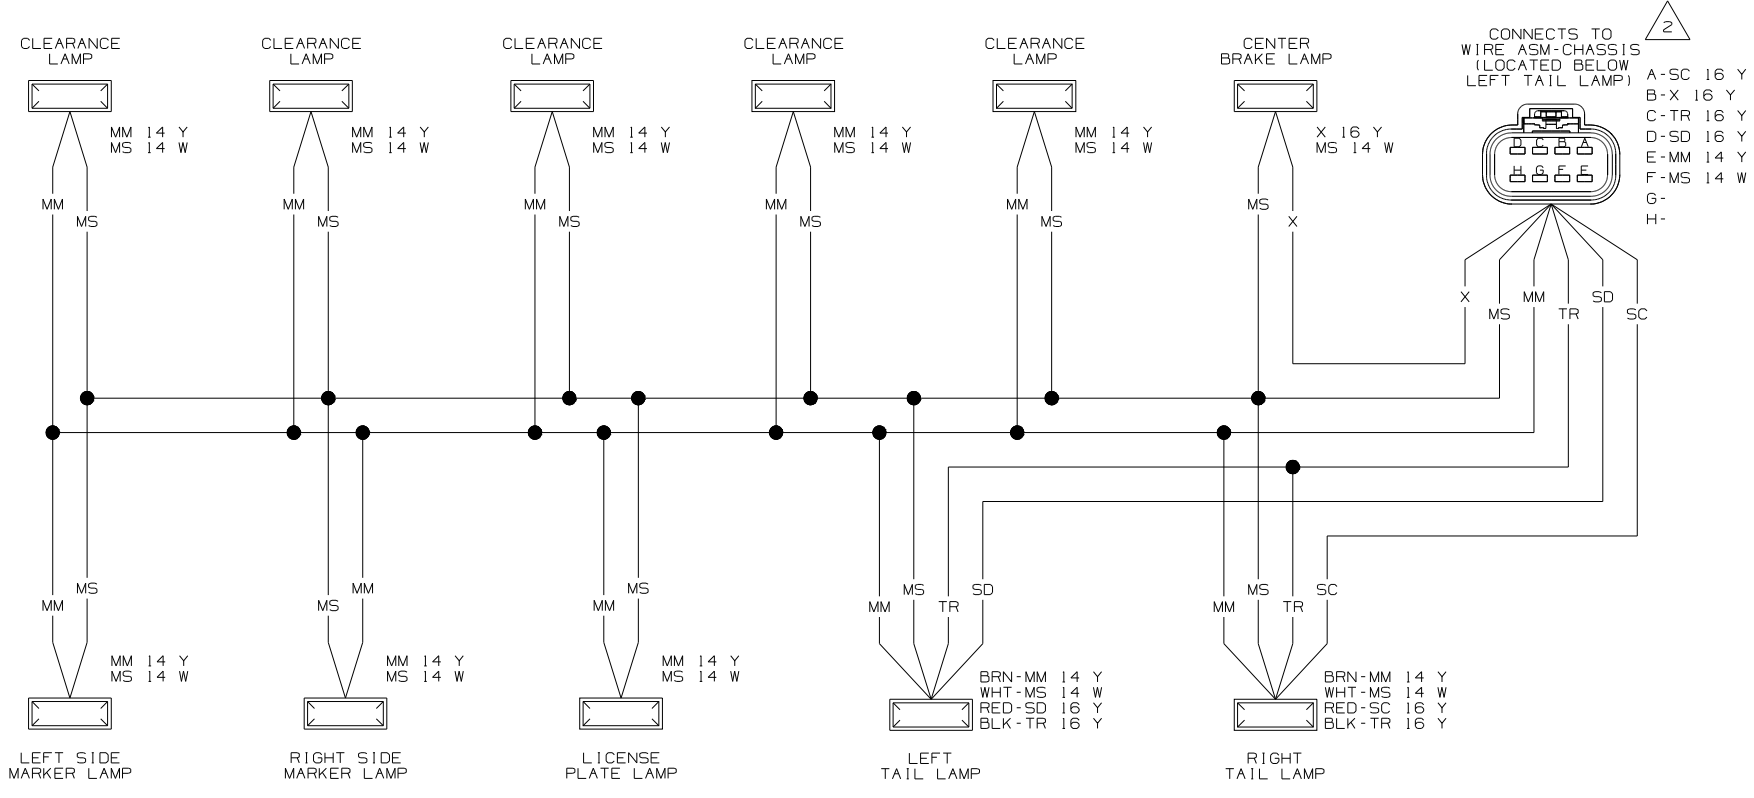 CLEARANCE
LAMP
CLEARANCE
LAMP
CLEARANCE
LAMP
CLEARANCE
LAMP
CLEARANCE
LAMP
CENTER
BRAKE LAMP
CONNECTS TO
WIRE ASM-CHASSIS
(LOCATED BELOW
LEFT TAIL LAMP)
2
A-SC 16 Y
B-X 16 Y
C-TR 16 Y
D-SD 16 Y
E-MM 14 Y
F-MS 14 W
G-
H-
MM 14 Y
MS 14 W
MM 14 Y
MS 14 W
MM 14 Y
MS 14 W
MM 14 Y
MS 14 W
MM 14 Y
MS 14 W
X 16 Y
MS 14 W
D C B A
H G F E
MM
MS
MM
MS
MM
MS
MM
MS
MM
MS
MS
X
X
MS
MM
TR
SD
SC
MM
MS
MS
MM
MM
MS
MM
MS
TR
SD
MM
MS
TR
SC
MM 14 Y
MS 14 W
MM 14 Y
MS 14 W
MM 14 Y
MS 14 W
BRN-MM 14 Y
WHT-MS 14 W
RED-SD 16 Y
BLK-TR 16 Y
BRN-MM 14 Y
WHT-MS 14 W
RED-SC 16 Y
BLK-TR 16 Y
LEFT SIDE
MARKER LAMP
RIGHT SIDE
MARKER LAMP
LICENSE
PLATE LAMP
LEFT
TAIL LAMP
RIGHT
TAIL LAMP